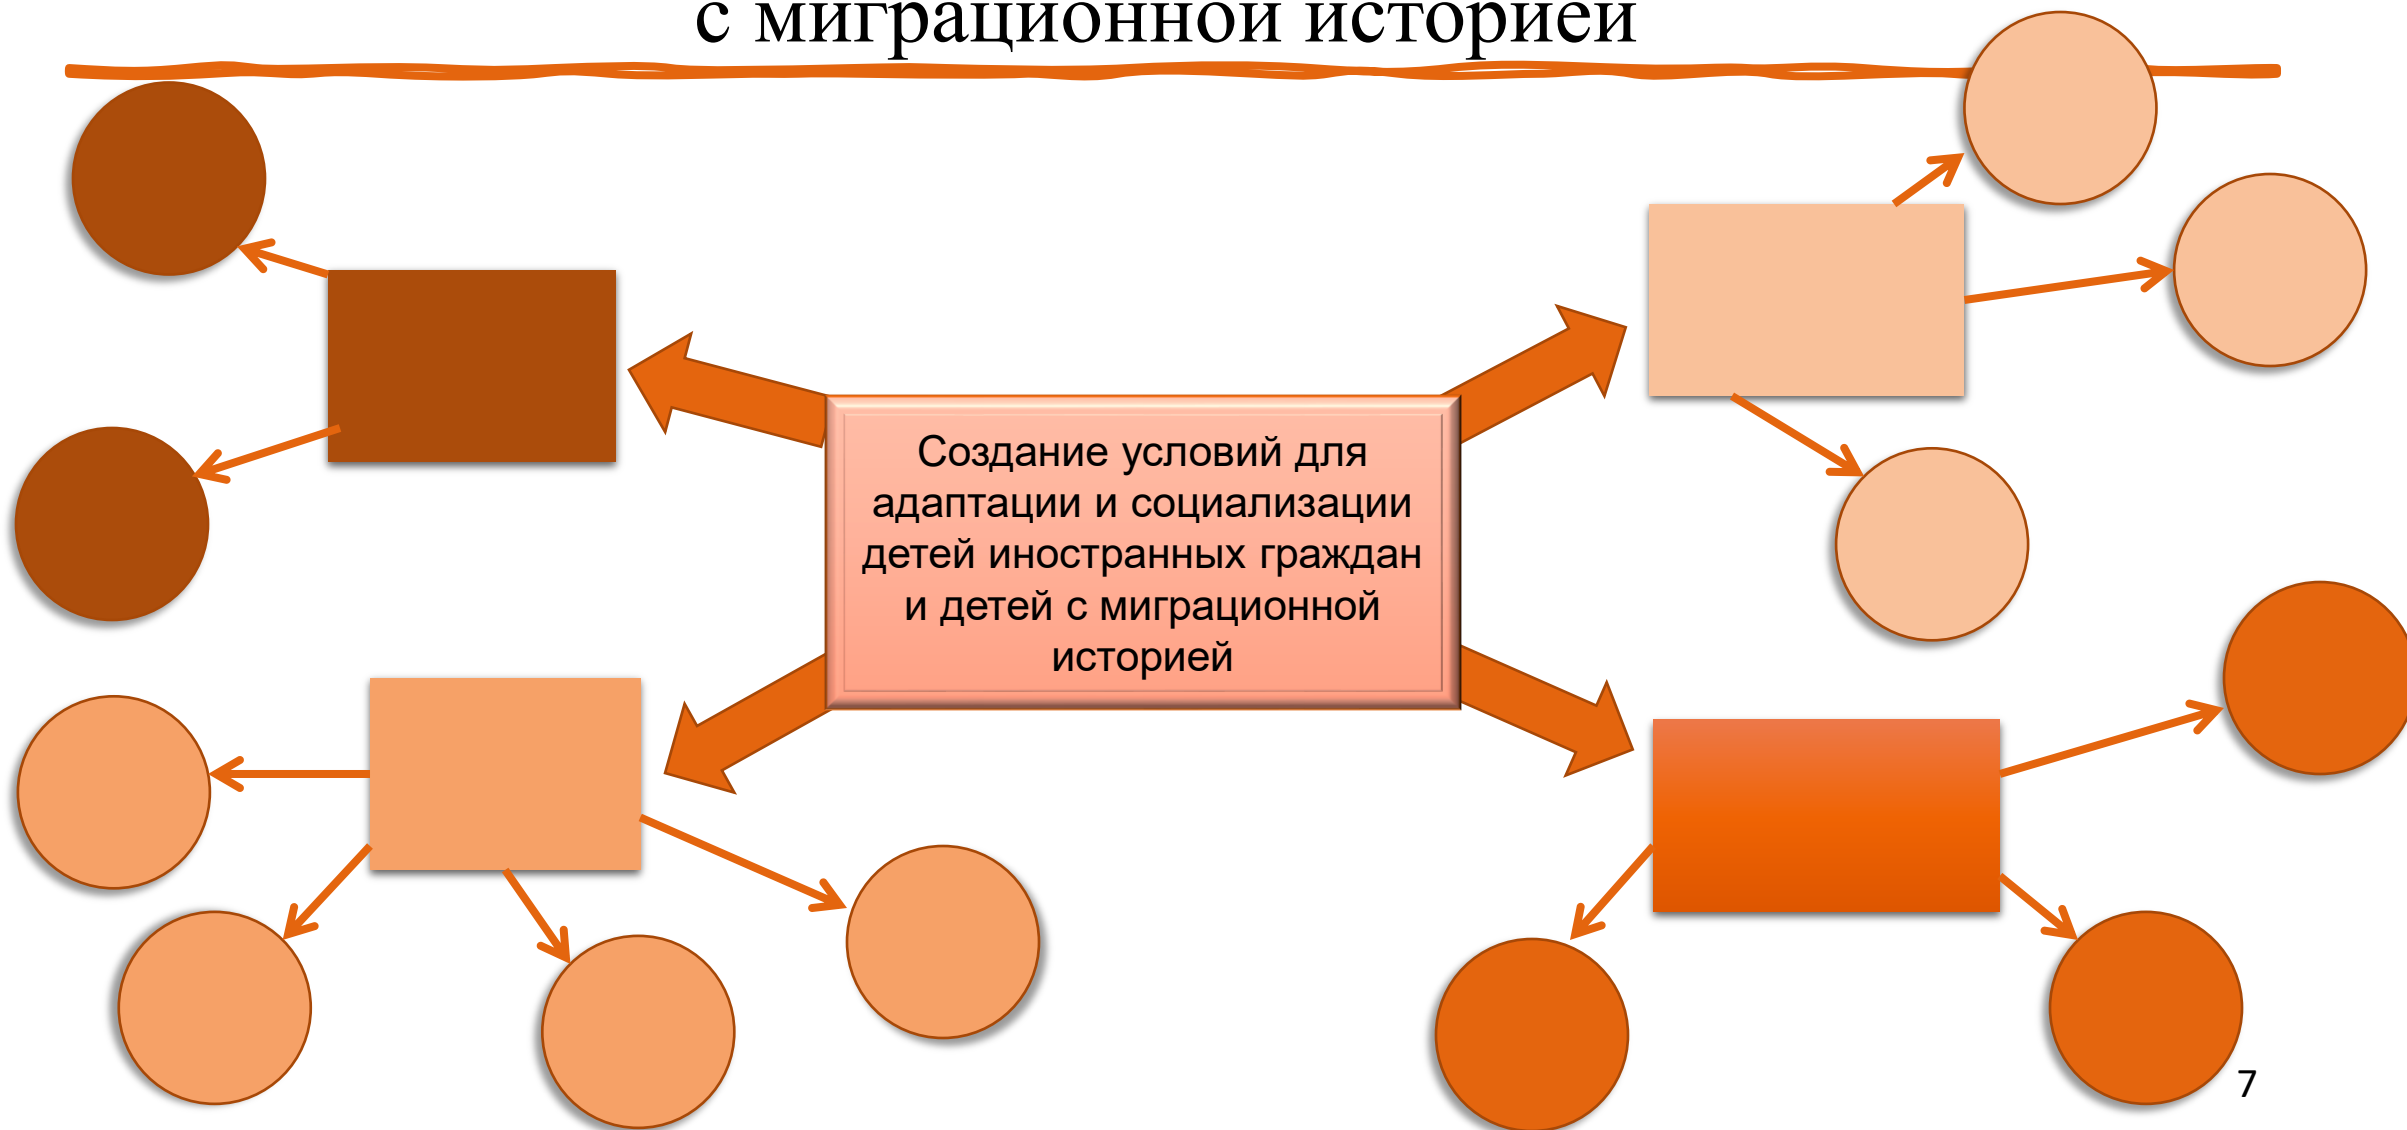 с миграционной историей
Создание условий для
адаптации и социализации
детей иностранных граждан
и детей с миграционной
историей
7